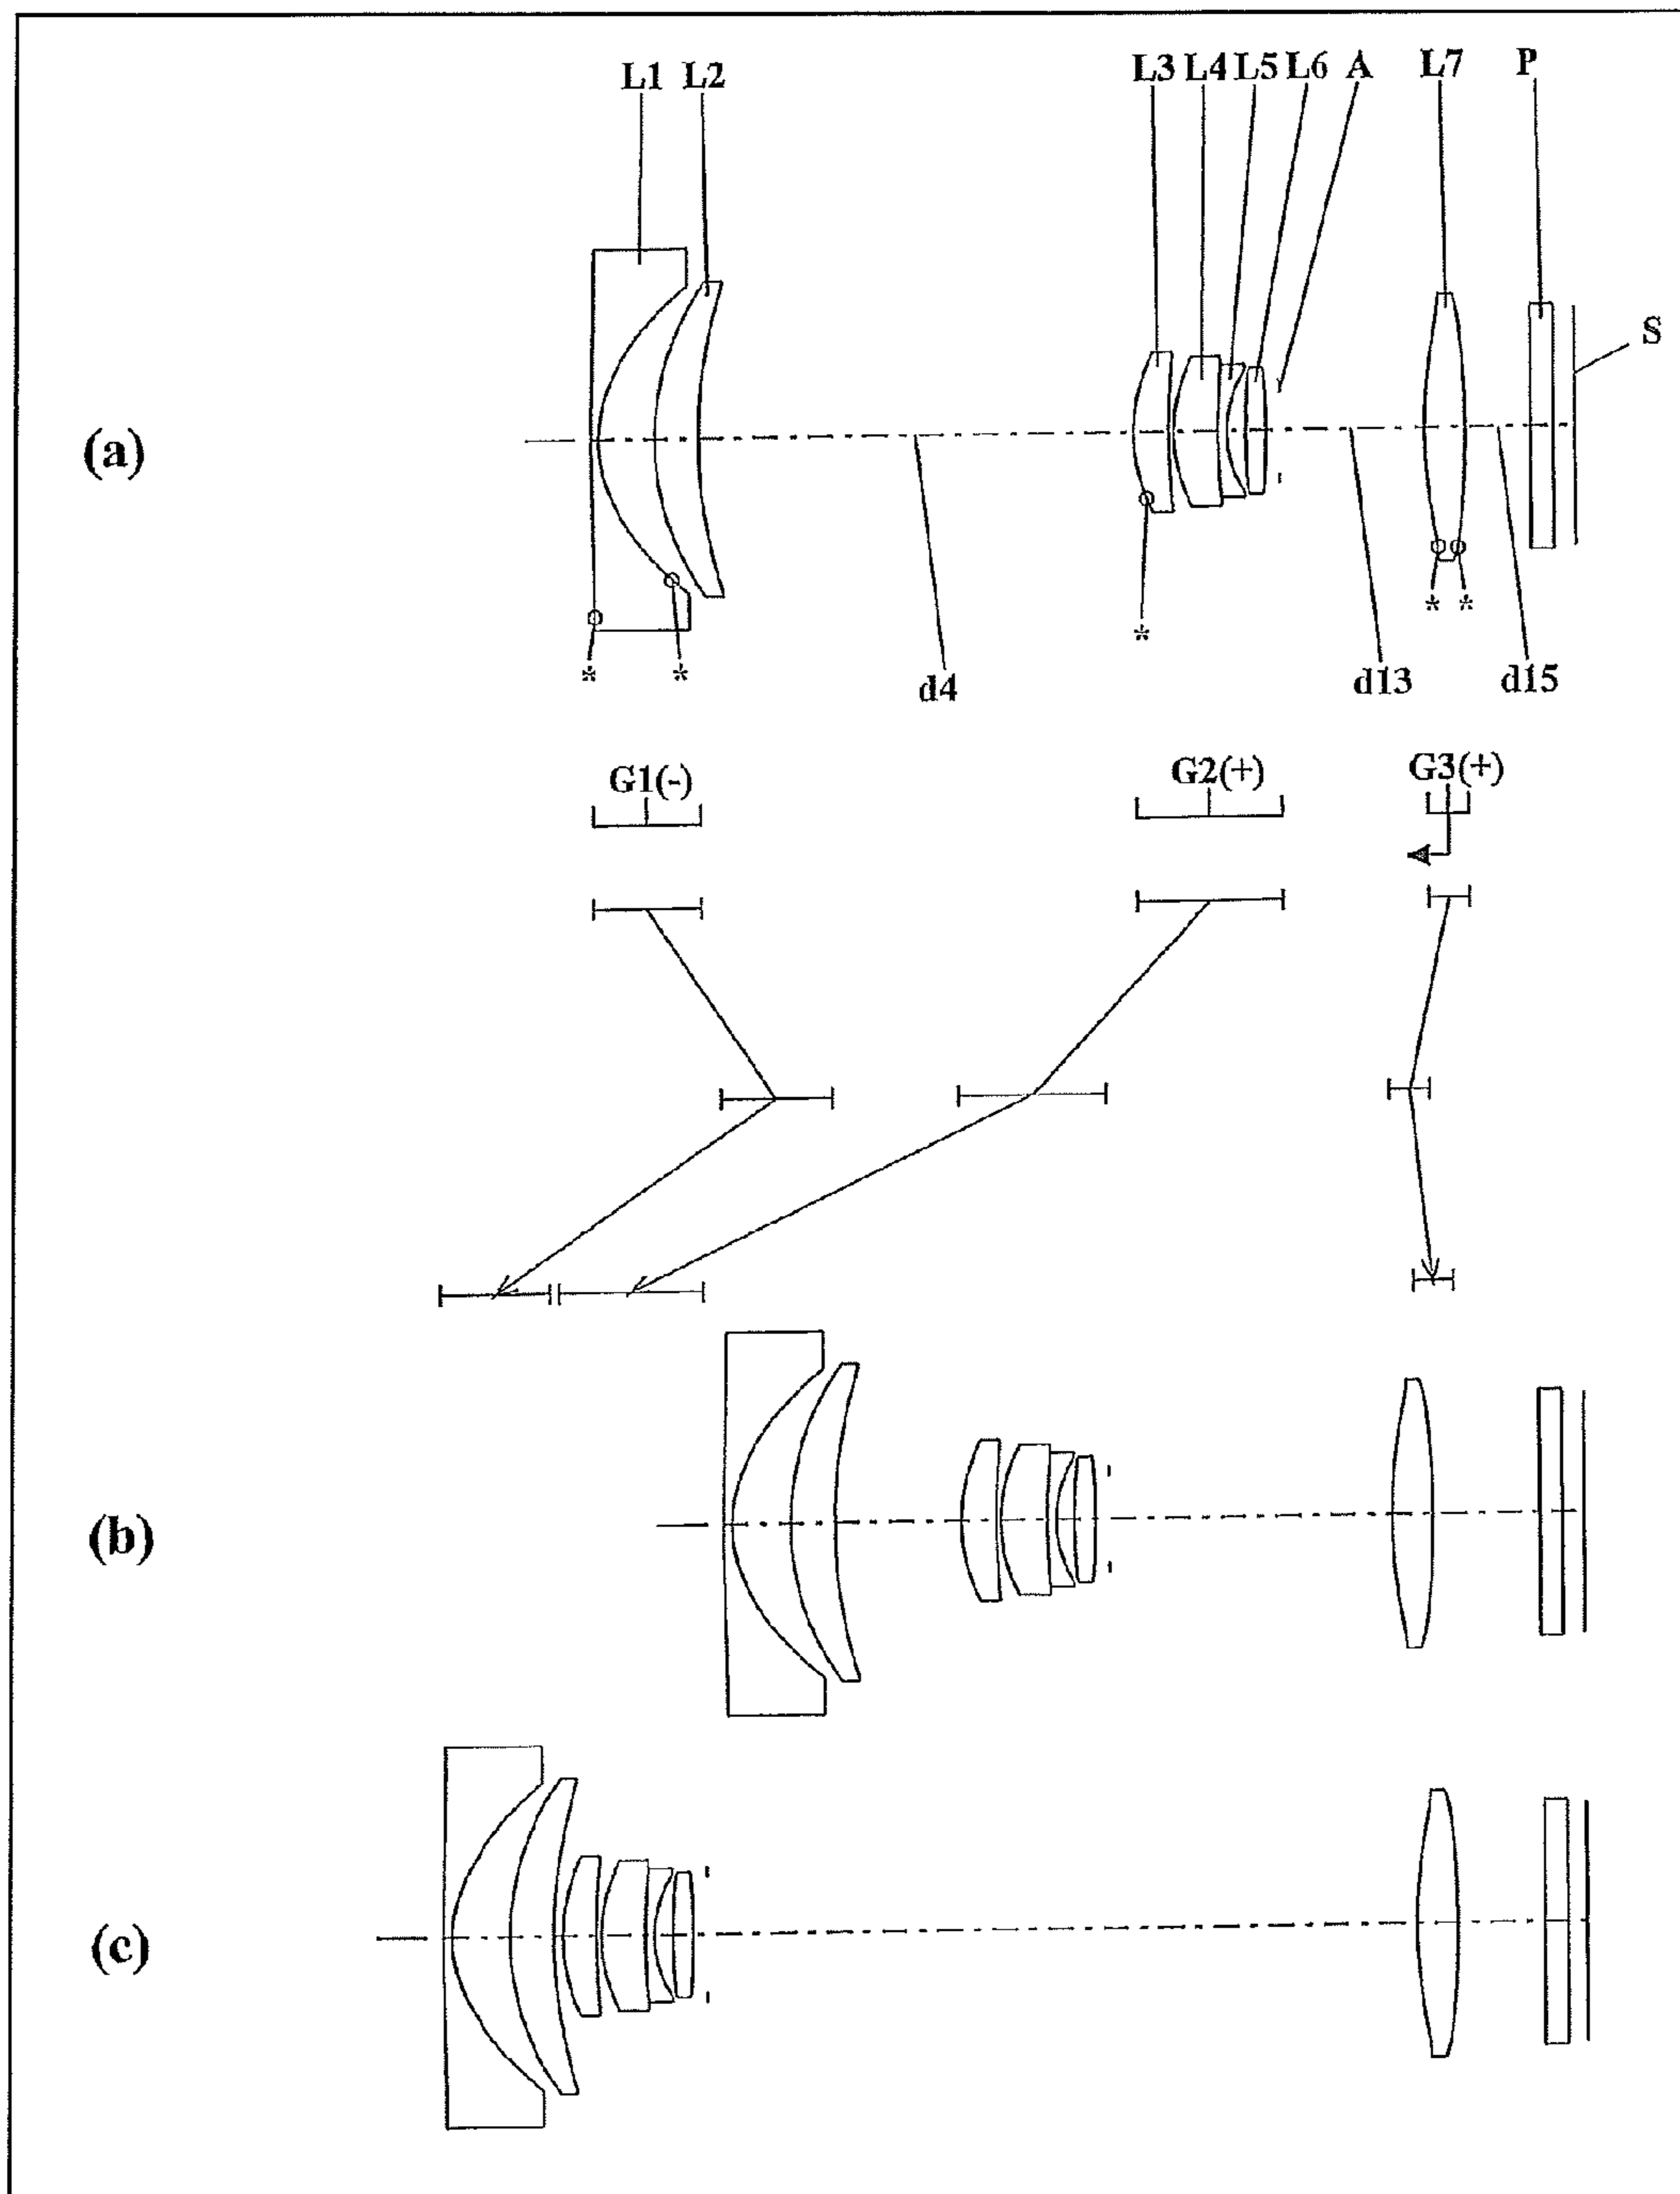 L1 L2 L3 L4 L5 L6 A L7 P
S
(a)
* * * * *
d4 d13 d15
G1(-) G2(+) G3(+)
(b)
(c)